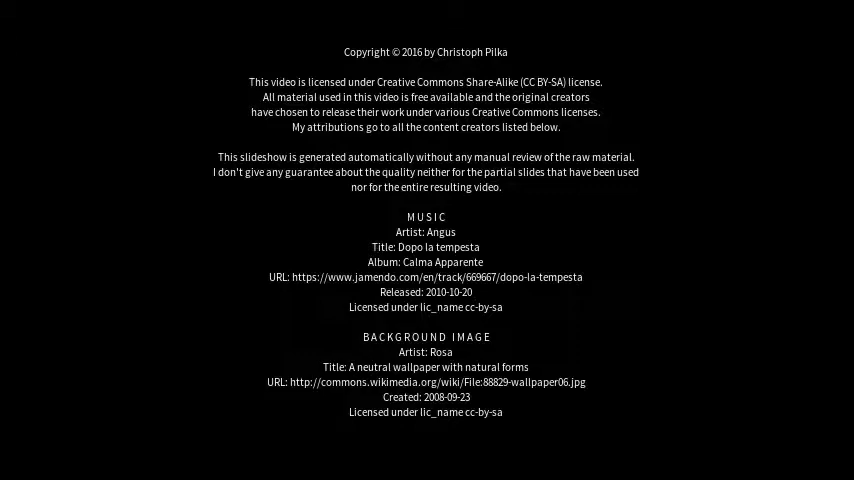 Copyright © 2016 by Christoph Pilka
This video is licensed under Creative Commons Share-Alike (CC BY-SA) license.
All material used in this video is free available and the original creators
have chosen to release their work under various Creative Commons licenses.
My attributions go to all the content creators listed below.
This slideshow is generated automatically without any manual review of the raw material.
I don't give any guarantee about the quality neither for the partial slides that have been used
nor for the entire resulting video.
M U S I C
Artist: Angus
Title: Dopo la tempesta
Album: Calma Apparente
URL: https://www.jamendo.com/en/track/669667/dopo-la-tempesta
Released: 2010-10-20
Licensed under lic_name cc-by-sa
B A C K G R O U N D   I M A G E
Artist: Rosa
Title: A neutral wallpaper with natural forms
URL: http://commons.wikimedia.org/wiki/File:88829-wallpaper06.jpg
Created: 2008-09-23
Licensed under lic_name cc-by-sa